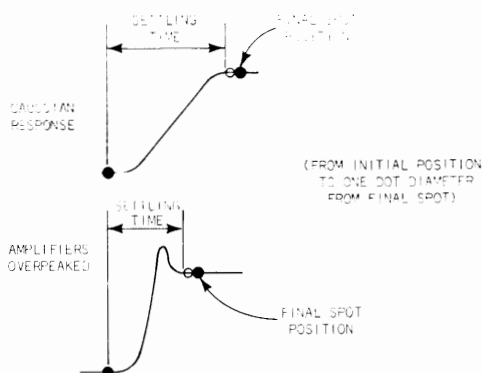 SETTLING
TIME
FINAL SPOT
POSITION
GAUSSIAN
RESPONSE
(FROM INITIAL POSITION
TO ONE DOT DIAMETER
FROM FINAL SPOT)
SETTLING
TIME
AMPLIFIERS
OVERPEAKED
FINAL SPOT
POSITION